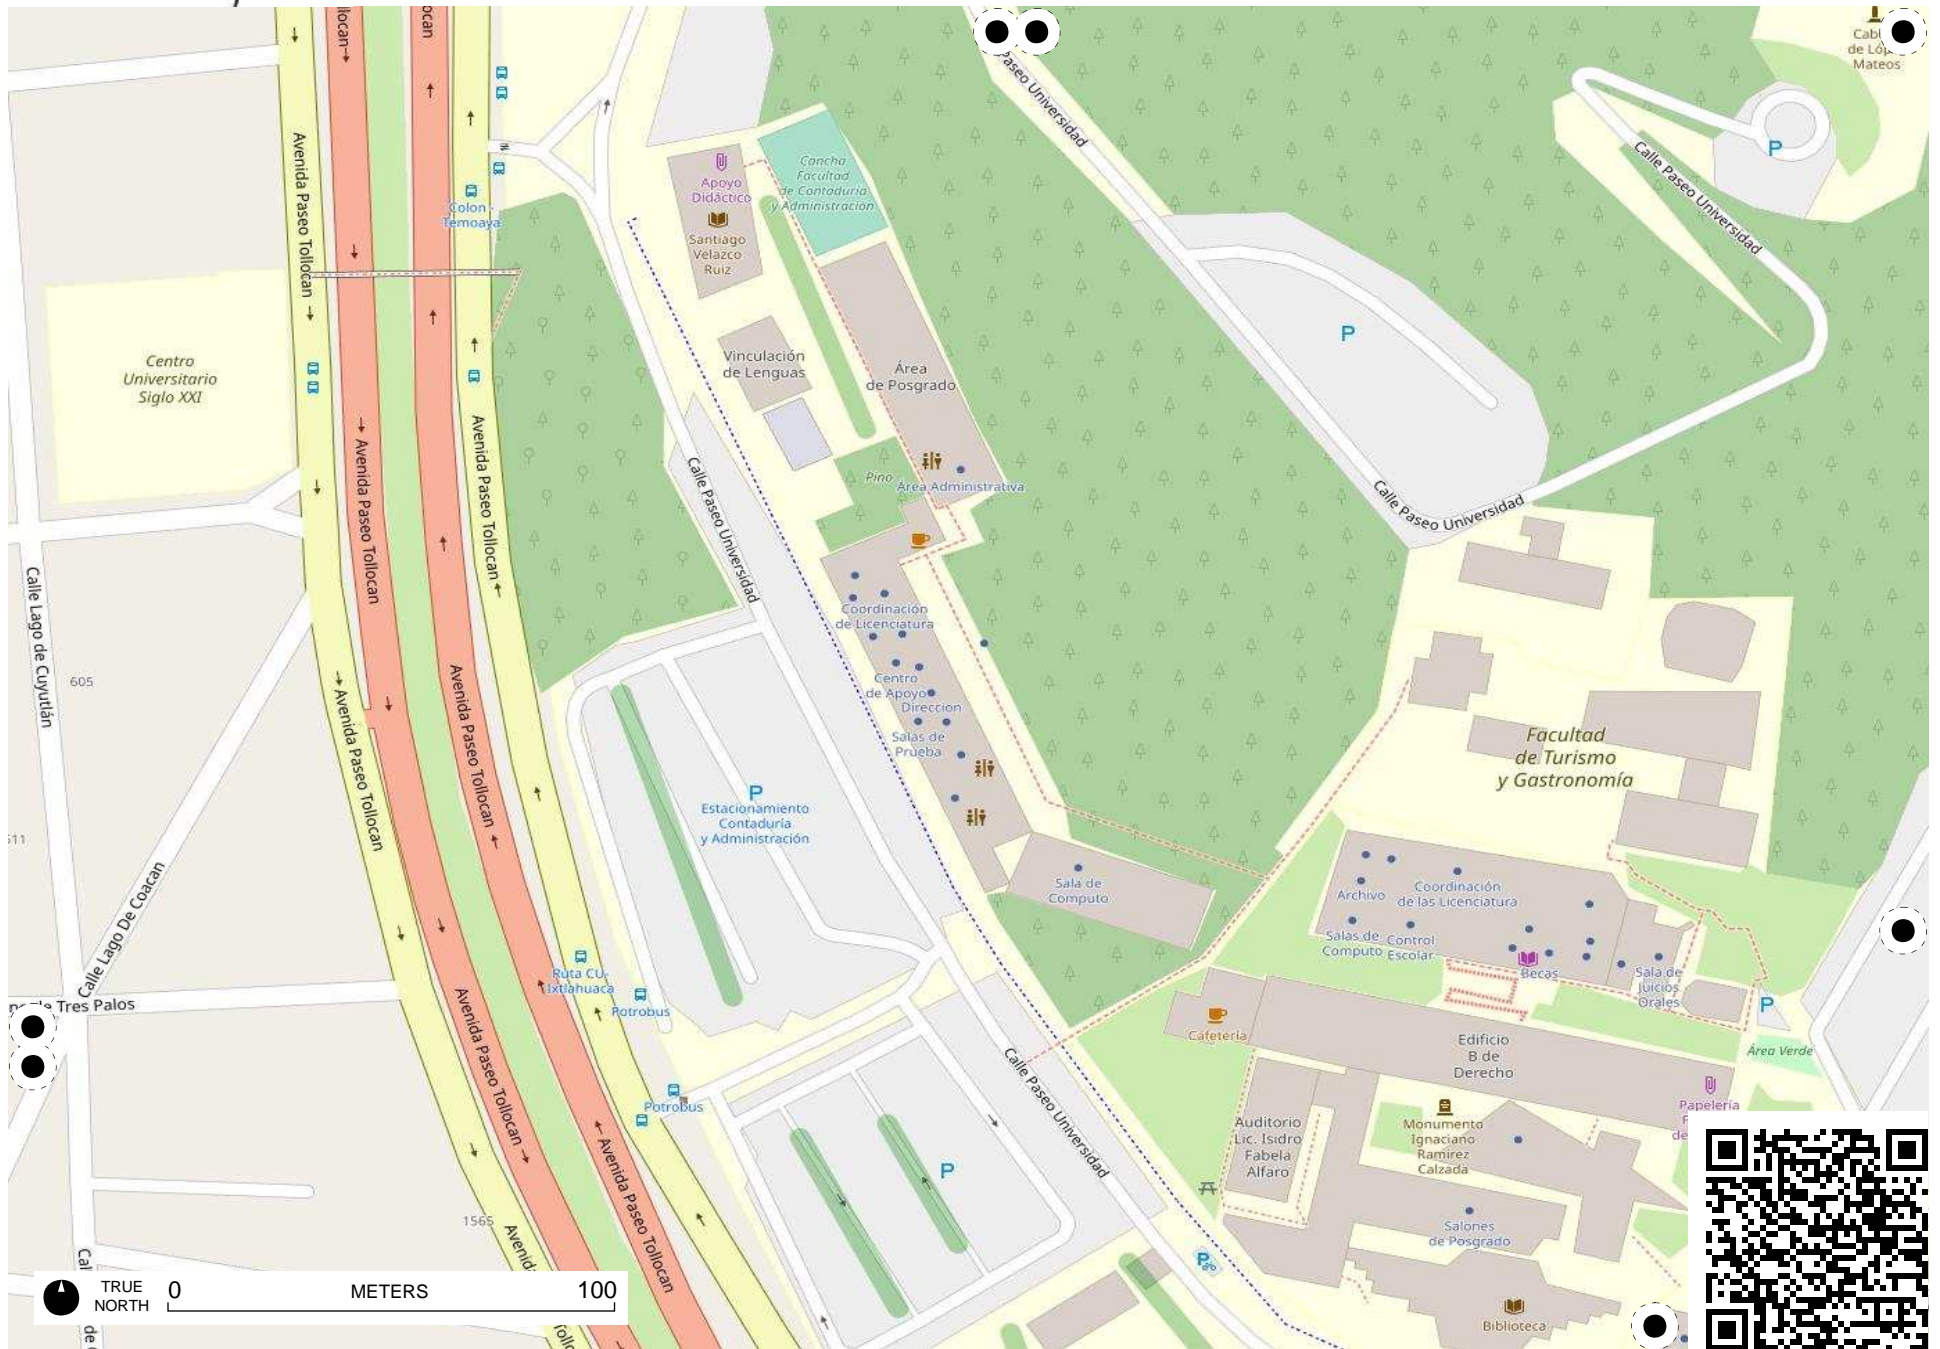 Avenida Paseo Tollocan
Paseo Universidad
Cab
de Lóp
Mateos
Apoyo
Didáctico
Santiago
Velazco
Ruiz
Cancha
Facultad
de Contaduría
y Administración
P
Calle Paseo Universidad
Colon -
Temoaya
Centro
Universitario
Siglo XXI
Vinculación
de Lenguas
Área
de Posgrado
P
Pino
Área Administrativa
Avenida Paseo Tollocan
Avenida Paseo Tollocan
Calle Paseo Universidad
Calle Paseo Universidad
Calle Lago de Cuyutlán
Coordinación
de Licenciatura
605
Centro
de Apoyo
Direccion
Salas de
Prueba
Avenida Paseo Tollocan
Avenida Paseo Tollocan
Facultad
de Turismo
y Gastronomía
P
Estacionamiento
Contaduría
y Administración
511
Calle Lago De Coacan
Sala de
Computo
Archivo
Coordinación
de las Licenciatura
Salas de
Computo
Control
Escolar
Becas
Sala de
Juicios
Orales
Ruta CU-
Ixtlahuaca
Potrobus
Tres Palos
P
Cafetería
Edificio
B de
Derecho
Área Verde
Avenida Paseo Tollocan
Calle Paseo Universidad
Potrobus
Papelería
Auditorio
Lic. Isidro
Fabela
Alfaro
Monumento
Ignaciano
Ramírez
Calzada
P
Avenida Paseo Tollocan
1565
Salones
de Posgrado
P
Biblioteca
TRUE
NORTH
0 METERS 100